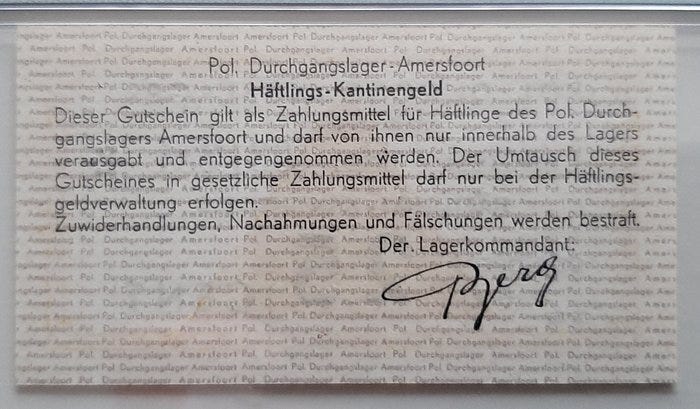 Pol. Durchgangslager-Amersfoort
Häftlings-Kantinengeld
Dieser Gutschein gilt als Zahlungsmittel für Häftlinge des Pol. Durch-
gangslagers Amersfoort und darf von ihnen nur innerhalb des Lagers
verausgabt und entgegengenommen werden. Der Umtausch dieses
Gutscheines in gesetzliche Zahlungsmittel darf nur bei der Häftlings-
geldverwaltung erfolgen.
Zuwiderhandlungen, Nachahmungen und Fälschungen werden bestraft.
Der Lagerkommandant:
Berg